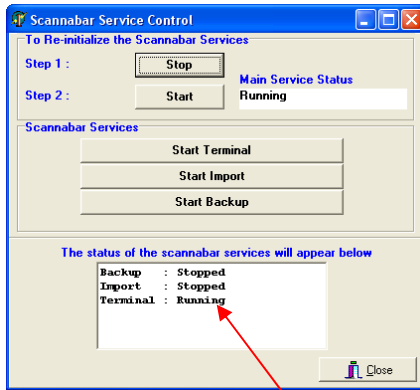 Scannabar Service Control
To Re-initialize the Scannabar Services
Step 1 : Stop
Main Service Status
Step 2 : Start Running
Scannabar Services
Start Terminal
Start Import
Start Backup
The status of the scannabar services will appear below
Backup : Stopped
Import : Stopped
Terminal : Running
Close